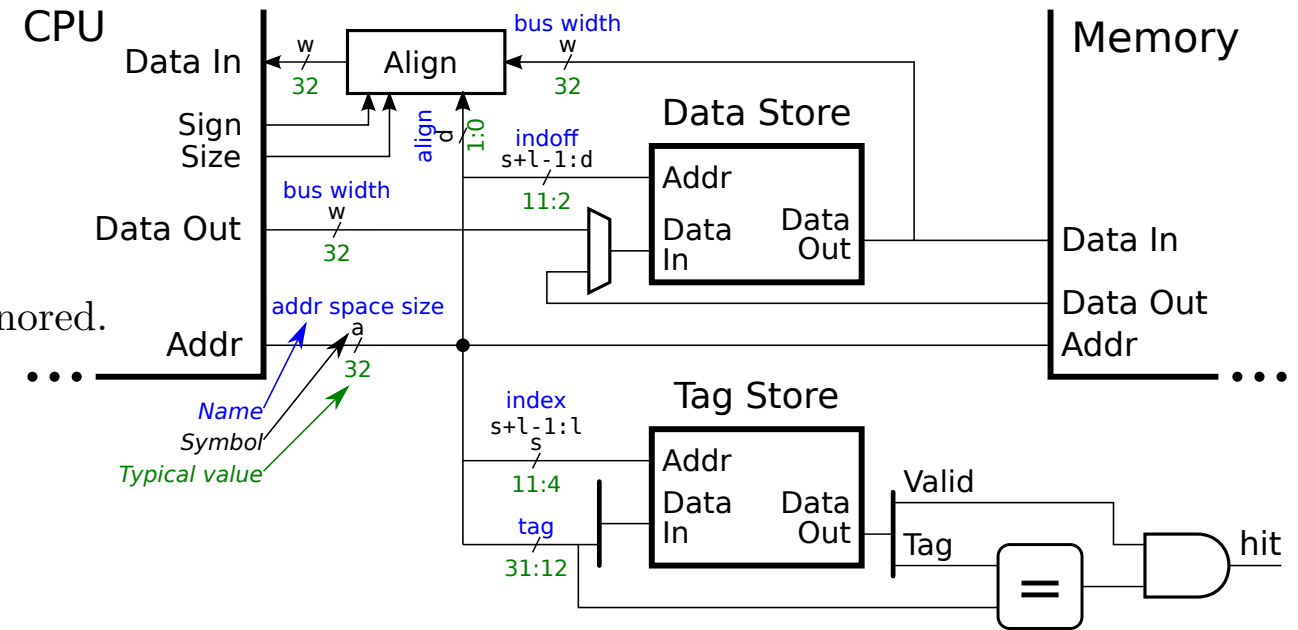 CPU
Memory
bus width
w
32
Data In
w
32
Align
Sign
Size
align
d
1:0
Data Store
indoff
s+l-1:d
11:2
Addr
Data
In
Data
Out
bus width
w
32
Data Out
Data In
Data Out
Addr
nored.
addr space size
a
32
Addr
Name
Symbol
Typical value
Tag Store
index
s+l-1:l
s
11:4
Addr
Data
In
Data
Out
tag
31:12
Valid
Tag
=
hit